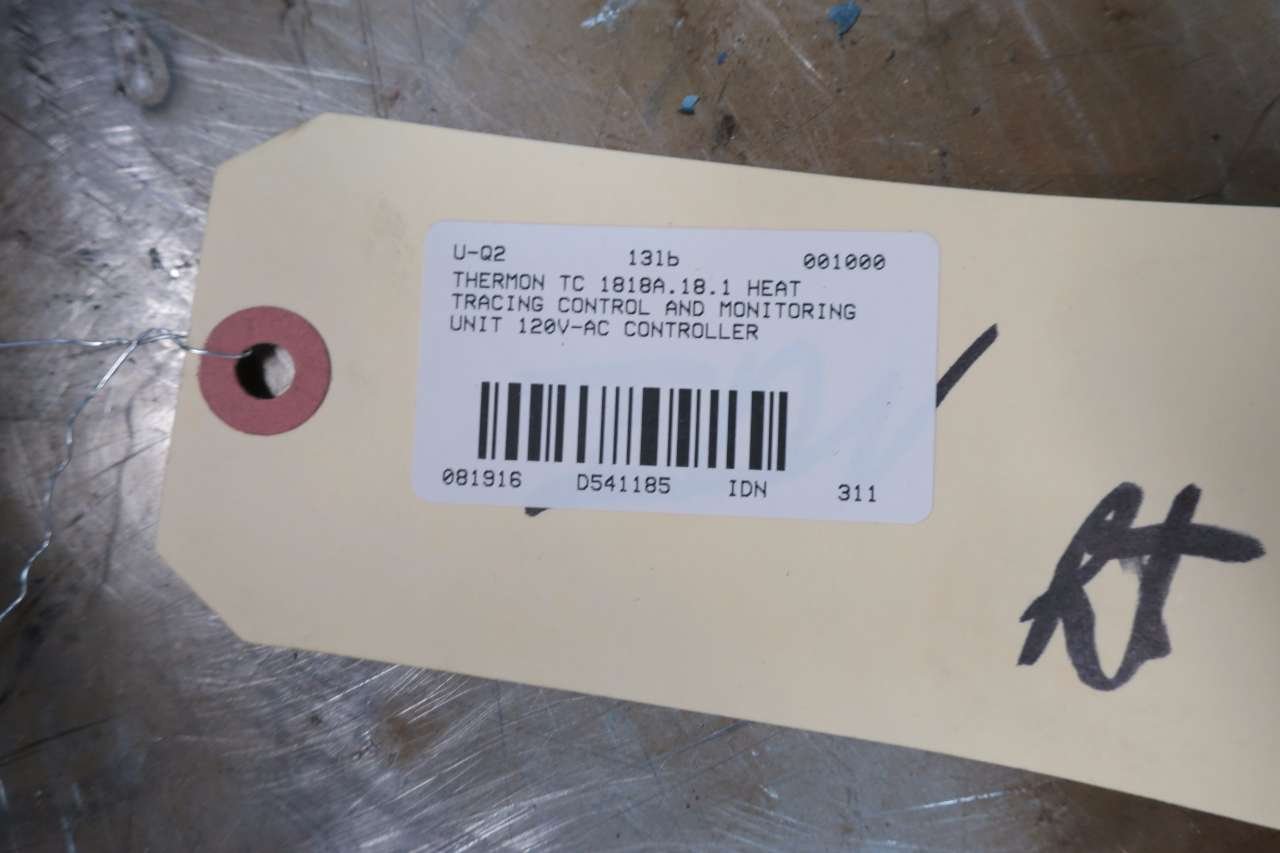 U-Q2 131b 001000
THERMON TC 1818A.18.1 HEAT
TRACING CONTROL AND MONITORING
UNIT 120V-AC CONTROLLER
081916 D541185 IDN 311